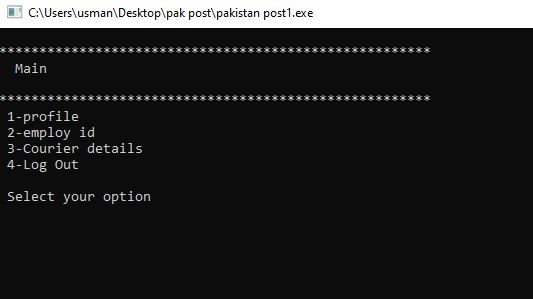 C:\Users\usman\Desktop\pak post\pakistan post1.exe
******************************************************
Main
******************************************************
1-profile
2-employ id
3-Courier details
4-Log Out
Select your option